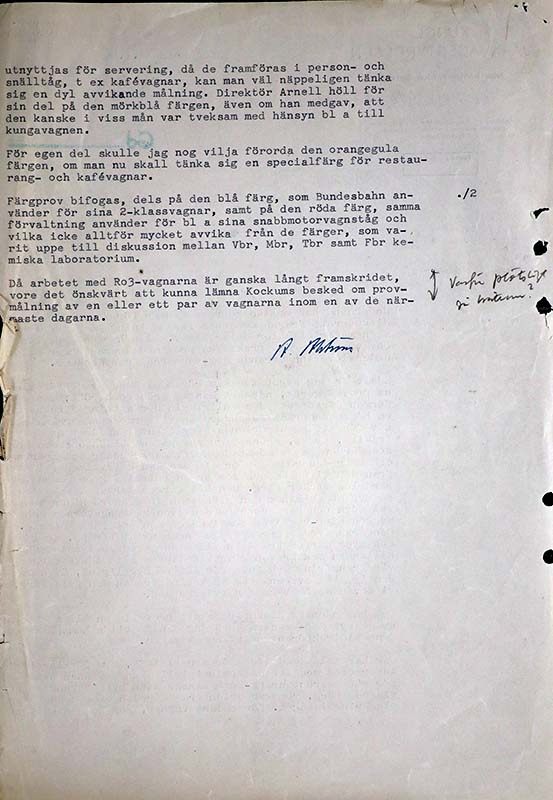 utnyttjas för servering, då de framföras i person- och
snälltåg, t ex kafévagnar, kan man väl näppeligen tänka
sig en dyl avvikande målning. Direktör Arnell höll för
sin del på den mörkblå färgen, även om han medgav, att
den kanske i viss mån var tveksam med hänsyn bl a till
kungavagnen.
För egen del skulle jag nog vilja förorda den orangegula
färgen, om man nu skall tänka sig en specialfärg för restau-
rang- och kafévagnar.
Färgprov bifogas, dels på den blå färg, som Bundesbahn an-
vänder för sina 2-klassvagnar, samt på den röda färg, samma
förvaltning använder för bl a sina snabbmotorvagnståg och
vilka icke alltför mycket avvika från de färger, som va-
rit uppe till diskussion mellan Vbr, Mbr, Tbr samt Fbr ke-
miska laboratorium.
./2
Då arbetet med Ro3-vagnarna är ganska långt framskridet,
vore det önskvärt att kunna lämna Kockums besked om prov-
målning av en eller ett par av vagnarna inom en av de när-
maste dagarna.
Varför plötsligt
?